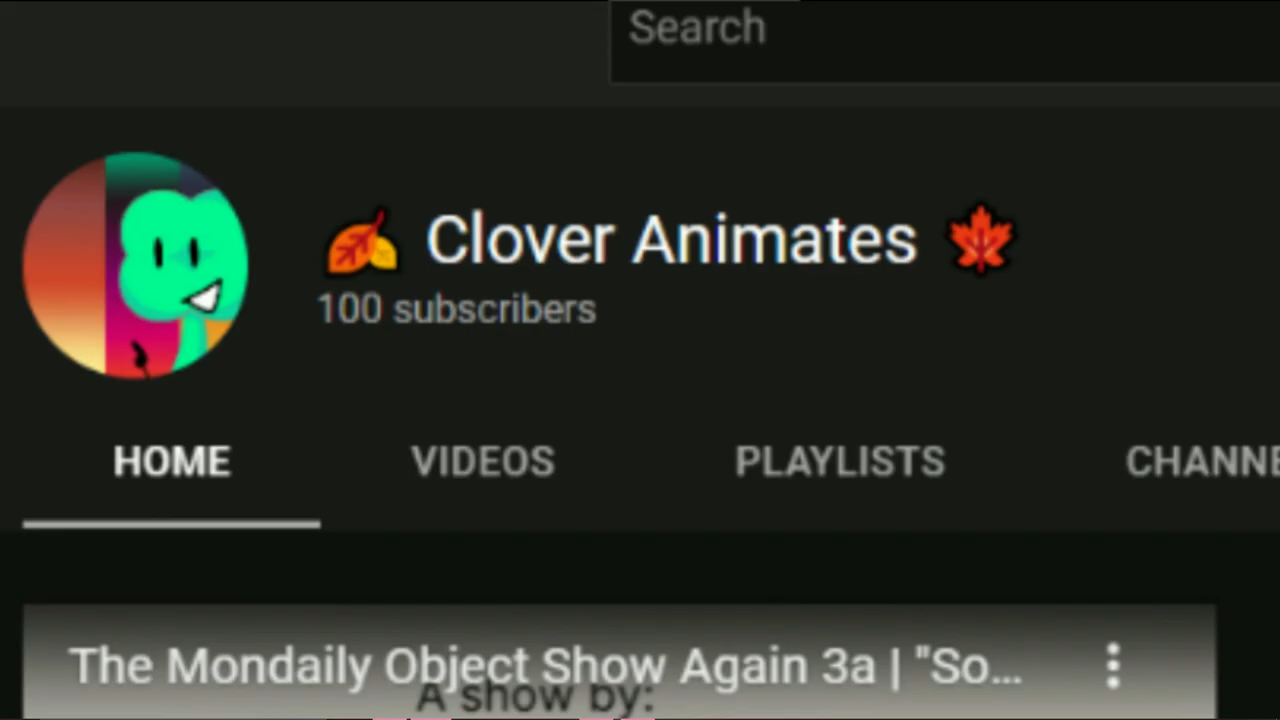 Search
🍂 Clover Animates 🍁
100 subscribers
HOME VIDEOS PLAYLISTS CHANNE
The Mondaily Object Show Again 3a | "So...
A show by: